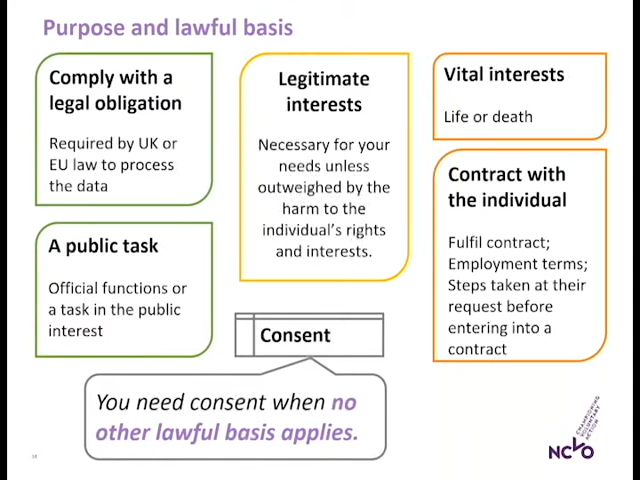 Purpose and lawful basis
Comply with a
legal obligation
Required by UK or
EU law to process
the data
A public task
Official functions or
a task in the public
interest
Legitimate
interests
Necessary for your
needs unless
outweighed by the
harm to the
individual's rights
and interests.
Consent
You need consent when no
other lawful basis applies.
Vital interests
Life or death
Contract with
the individual
Fulfil contract;
Employment terms;
Steps taken at their
request before
entering into a
contract
CHAMPIONING
VOLUNTARY
ACTION
NCVO